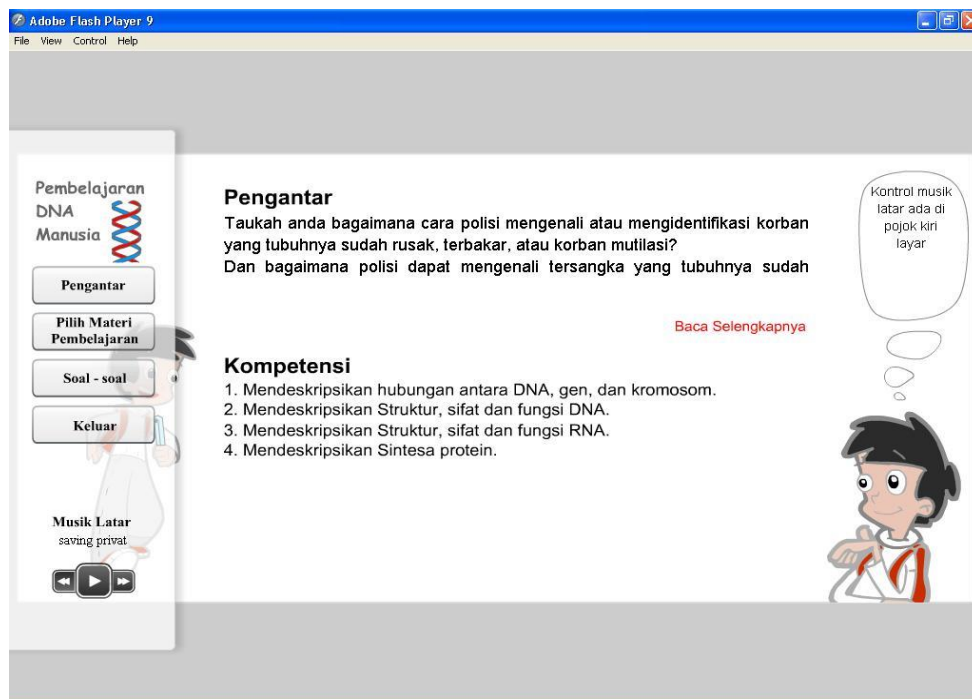 Adobe Flash Player 9
File View Control Help
Pembelajaran
DNA
Manusia
Pengantar
Pilih Materi
Pembelajaran
Soal - soal
Keluar
Musik Latar
saving privat
Pengantar
Taukah anda bagaimana cara polisi mengenali atau mengidentifikasi korban
yang tubuhnya sudah rusak, terbakar, atau korban mutilasi?
Dan bagaimana polisi dapat mengenali tersangka yang tubuhnya sudah
Baca Selengkapnya
Kompetensi
1. Mendeskripsikan hubungan antara DNA, gen, dan kromosom.
2. Mendeskripsikan Struktur, sifat dan fungsi DNA.
3. Mendeskripsikan Struktur, sifat dan fungsi RNA.
4. Mendeskripsikan Sintesa protein.
Kontrol musik
latar ada di
pojok kiri
layar